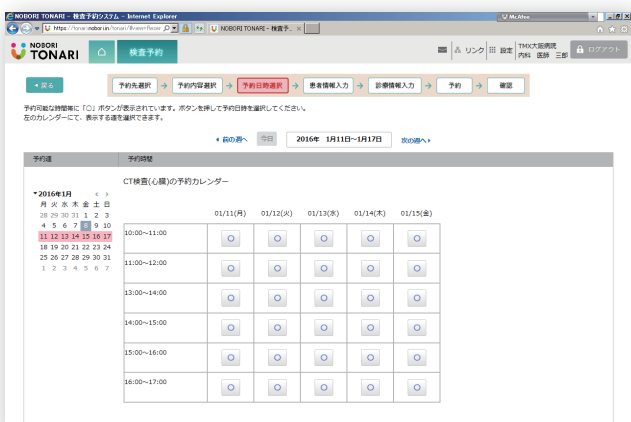 NOBORI TONARI - 検査予約システム - Internet Explorer
McAfee
NOBORI TONARI - 検査予...
NOBORI
TONARI
検査予約
リンク
設定
TMX大阪病院
内科 医師 三郎
ログアウト
戻る
予約先選択 → 予約内容選択 → 予約日時選択 → 患者情報入力 → 診療情報入力 → 予約 → 確認
予約可能な時間帯に「○」ボタンが表示されています。ボタンを押して予約日時を選択してください。
左のカレンダーにて、表示する週を選択できます。
前の週へ 今日 2016年 1月11日~1月17日 次の週へ
予約週 予約時間
CT検査(心臓)の予約カレンダー
▼2016年1月 < >
月 火 水 木 金 土 日
28 29 30 31 1 2 3
4 5 6 7 8 9 10
11 12 13 14 15 16 17
18 19 20 21 22 23 24
25 26 27 28 29 30 31
1 2 3 4 5 6 7
01/11(月) 01/12(火) 01/13(水) 01/14(木) 01/15(金)
10:00~11:00 ○ ○ ○ ○ ○
11:00~12:00 ○ ○ ○ ○ ○
13:00~14:00 ○ ○ ○ ○ ○
14:00~15:00 ○ ○ ○ ○ ○
15:00~16:00 ○ ○ ○ ○ ○
16:00~17:00 ○ ○ ○ ○ ○